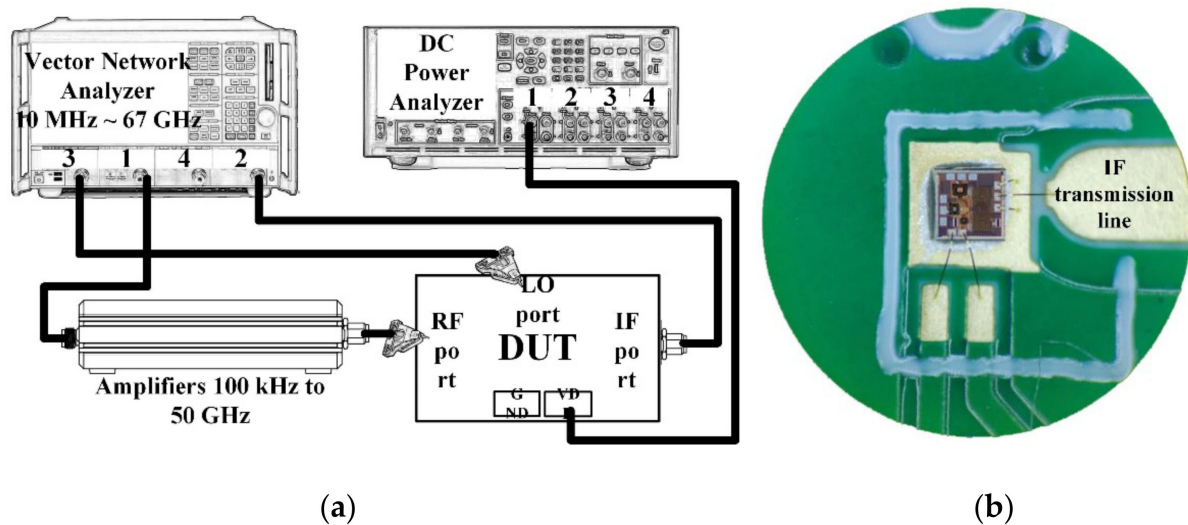 Vector Network
Analyzer
10 MHz ~ 67 GHz
3 1 4 2
DC
Power
Analyzer
1 2 3 4
Amplifiers 100 kHz to
50 GHz
LO
port
RF
po
rt
DUT
IF
po
rt
G
ND
VD
IF
transmission
line
(a)
(b)